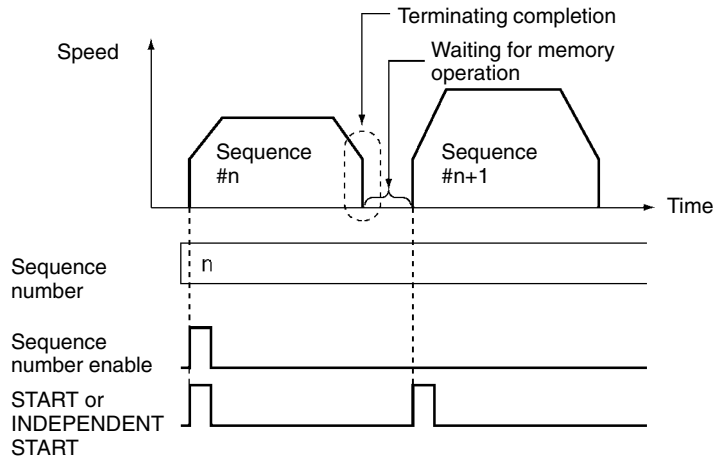 Terminating completion
Waiting for memory
operation
Speed
Sequence
#n
Sequence
#n+1
Time
Sequence
number
n
Sequence
number enable
START or
INDEPENDENT
START